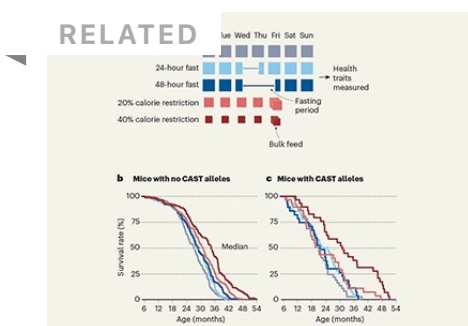 RELATED
ue Wed Thu Fri Sat Sun
24-hour fast
48-hour fast
Health
traits
measured
20% calorie restriction
Fasting
period
40% calorie restriction
Bulk feed
b Mice with no CAST alleles
c Mice with CAST alleles
Survival rate (%)
100
75
50
25
0
Median
6 12 18 24 30 36 42 48 54
Age (months)
100
75
50
25
0
6 12 18 24 30 36 42 48 54
Age (months)